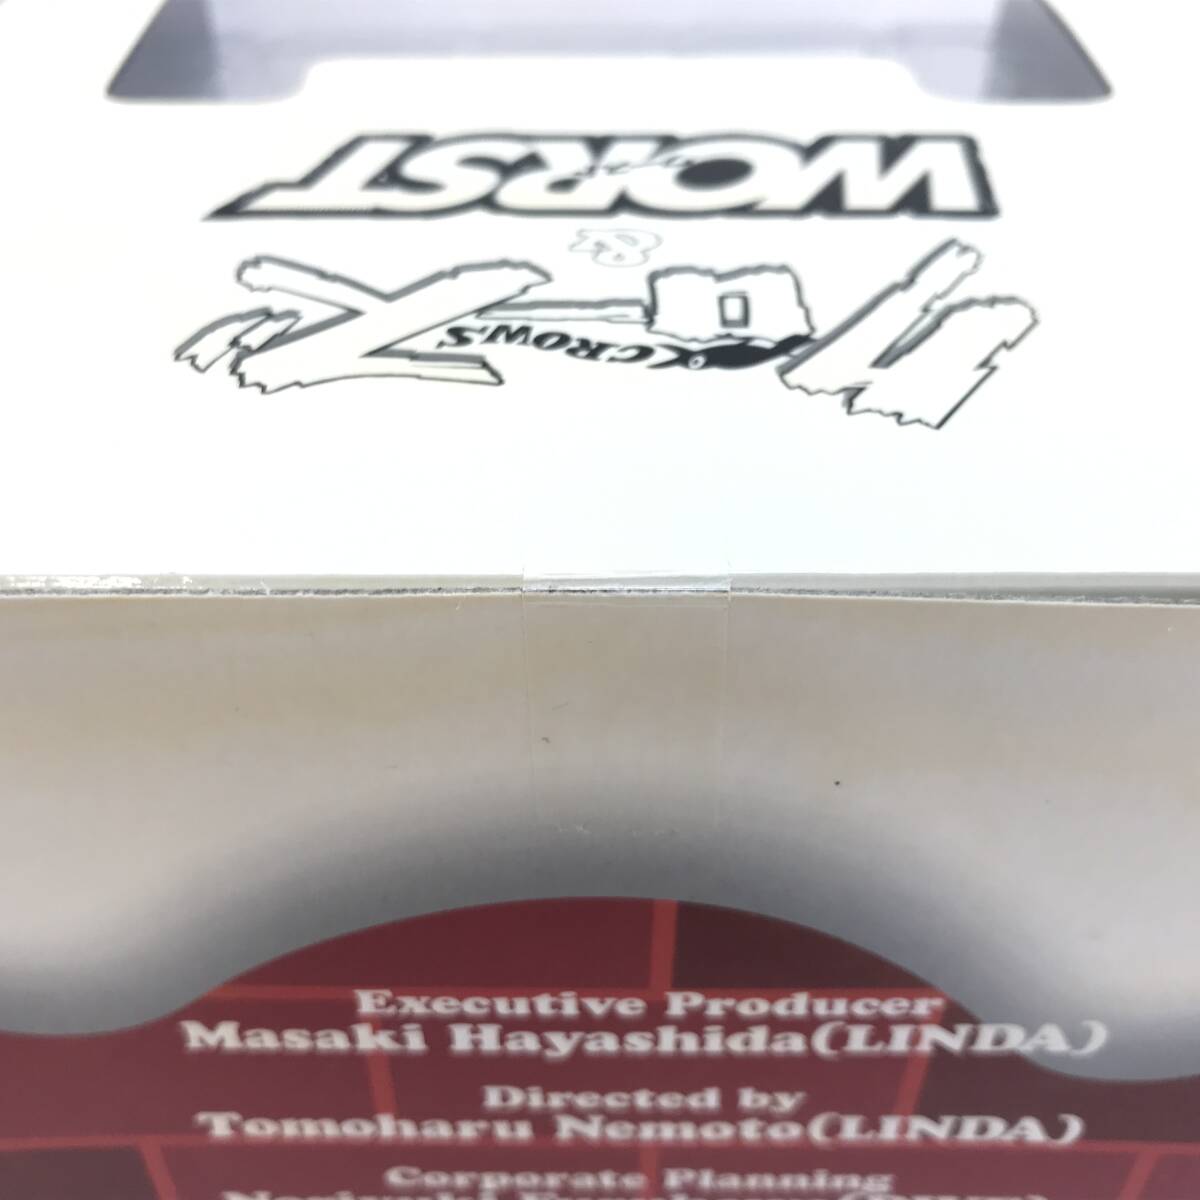 クローズ
CROWS
&
WORST
Executive Producer
Masaki Hayashida(LINDA)
Directed by
Tomoharu Nemoto(LINDA)
Corporate Planning